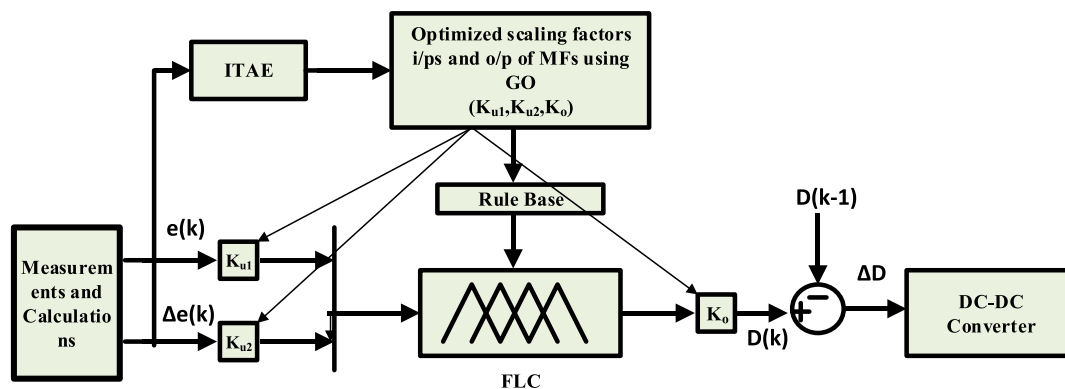 ITAE
Optimized scaling factors
i/ps and o/p of MFs using
GO
(Ku1,Ku2,Ko)
Rule Base
D(k-1)
e(k)
Measurem
ents and
Calculatio
ns
Ku1
Δe(k)
Ku2
Ko
D(k)
+
−
ΔD
DC-DC
Converter
FLC